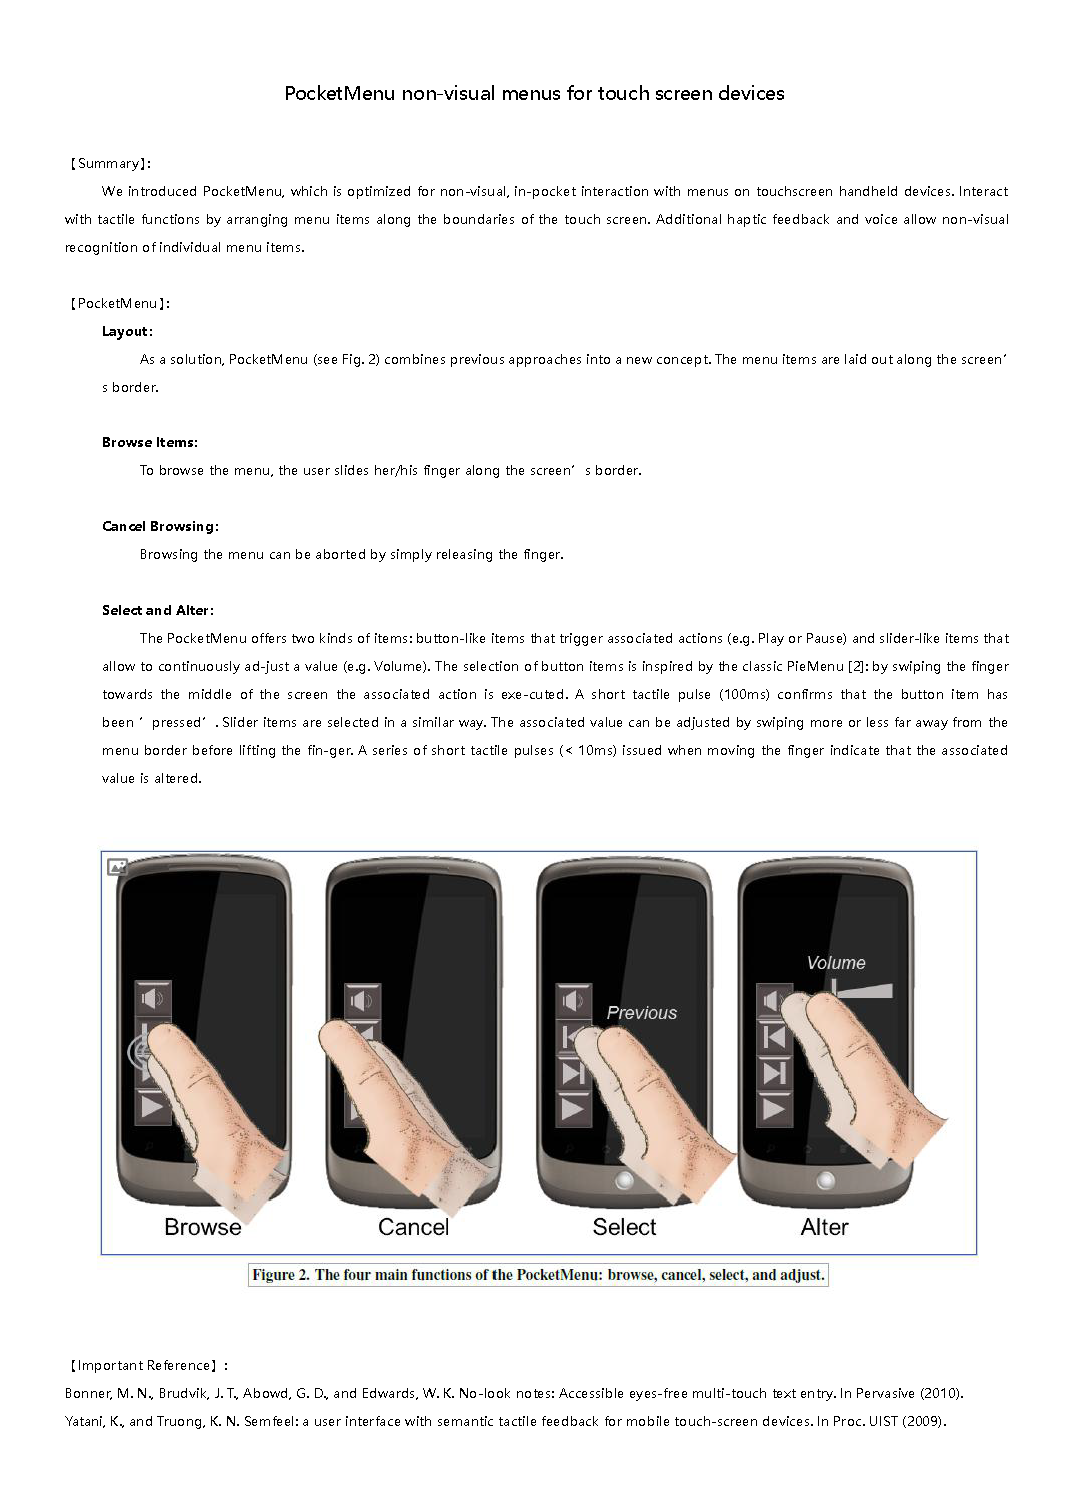 PocketMenu non-visual menus for touch screen devices
【Summary】:
We introduced PocketMenu, which is optimized for non-visual, in-pocket interaction with menus on touchscreen handheld devices. Interact
with tactile functions by arranging menu items along the boundaries of the touch screen. Additional haptic feedback and voice allow non-visual
recognition of individual menu items.
【PocketMenu】:
Layout:
As a solution, PocketMenu (see Fig. 2) combines previous approaches into a new concept. The menu items are laid out along the screen’
s border.
Browse Items:
To browse the menu, the user slides her/his finger along the screen’ s border.
Cancel Browsing:
Browsing the menu can be aborted by simply releasing the finger.
Select and Alter:
The PocketMenu offers two kinds of items: button-like items that trigger associated actions (e.g. Play or Pause) and slider-like items that
allow to continuously ad-just a value (e.g. Volume). The selection of button items is inspired by the classic PieMenu [2]: by swiping the finger
towards the middle of the screen the associated action is exe-cuted. A short tactile pulse (100ms) confirms that the button item has
been ’ pressed’ . Slider items are selected in a similar way. The associated value can be adjusted by swiping more or less far away from the
menu border before lifting the fin-ger. A series of short tactile pulses (< 10ms) issued when moving the finger indicate that the associated
value is altered.
Previous
Volume
Browse
Cancel
Select
Alter
Figure 2. The four main functions of the PocketMenu: browse, cancel, select, and adjust.
【Important Reference】:
Bonner, M. N., Brudvik, J. T., Abowd, G. D., and Edwards, W. K. No-look notes: Accessible eyes-free multi-touch text entry. In Pervasive (2010).
Yatani, K., and Truong, K. N. Semfeel: a user interface with semantic tactile feedback for mobile touch-screen devices. In Proc. UIST (2009).